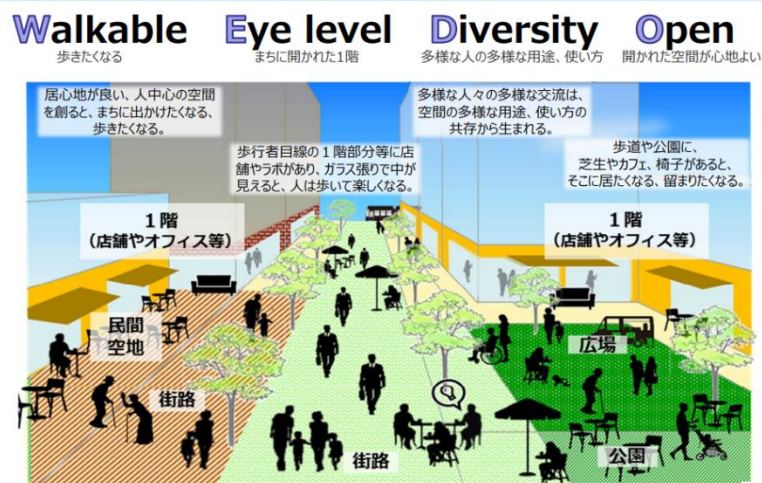 Walkable
歩きたくなる
Eye level
まちに開かれた1階
Diversity
多様な人の多様な用途、使い方
Open
開かれた空間が心地よい
居心地が良い、人中心の空間
を創ると、まちに出かけたくなる、
歩きたくなる。
歩行者目線の1階部分等に店
舗やラボがあり、ガラス張りで中が
見えると、人は歩いて楽しくなる。
多様な人々の多様な交流は、
空間の多様な用途、使い方の
共存から生まれる。
歩道や公園に、
芝生やカフェ、椅子があると、
そこに居たくなる、留まりたくなる。
1階
（店舗やオフィス等）
1階
（店舗やオフィス等）
民間
空地
街路
街路
広場
公園